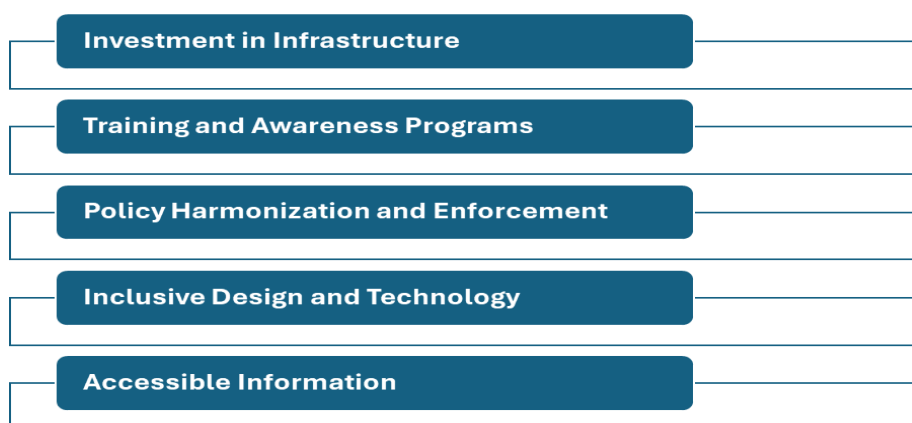 Investment in Infrastructure
Training and Awareness Programs
Policy Harmonization and Enforcement
Inclusive Design and Technology
Accessible Information